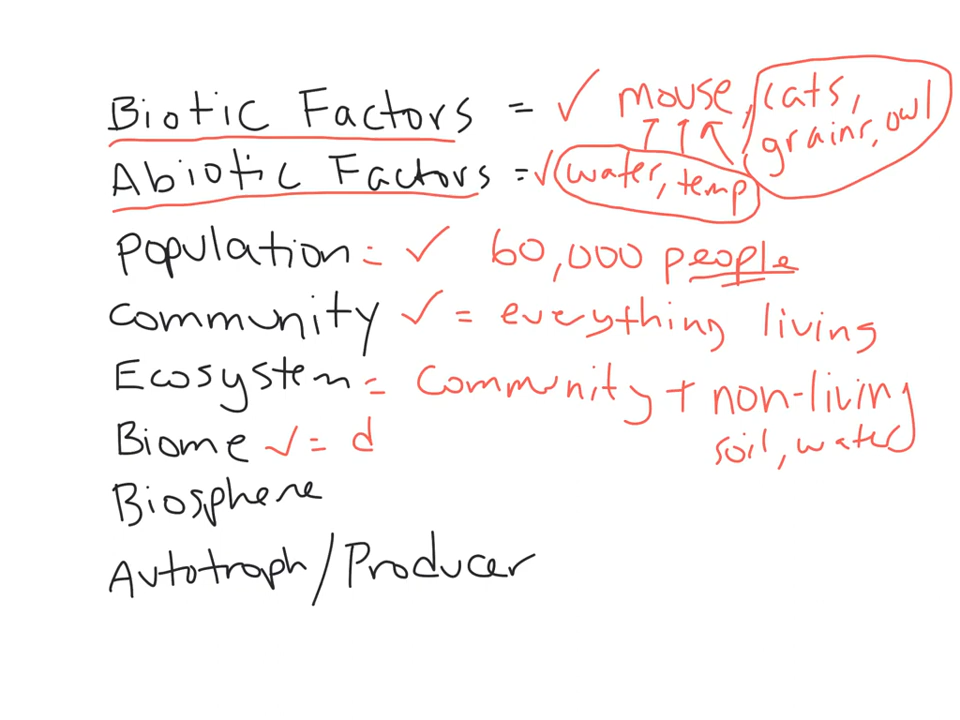 Biotic Factors = ✓ mouse, cats, grains, owl
Abiotic Factors = ✓ water, temp
Population = ✓ 60,000 people
Community ✓ = everything living
Ecosystem = Community + non-living
soil, water
Biome ✓ = d
Biosphere
Autotroph/Producer